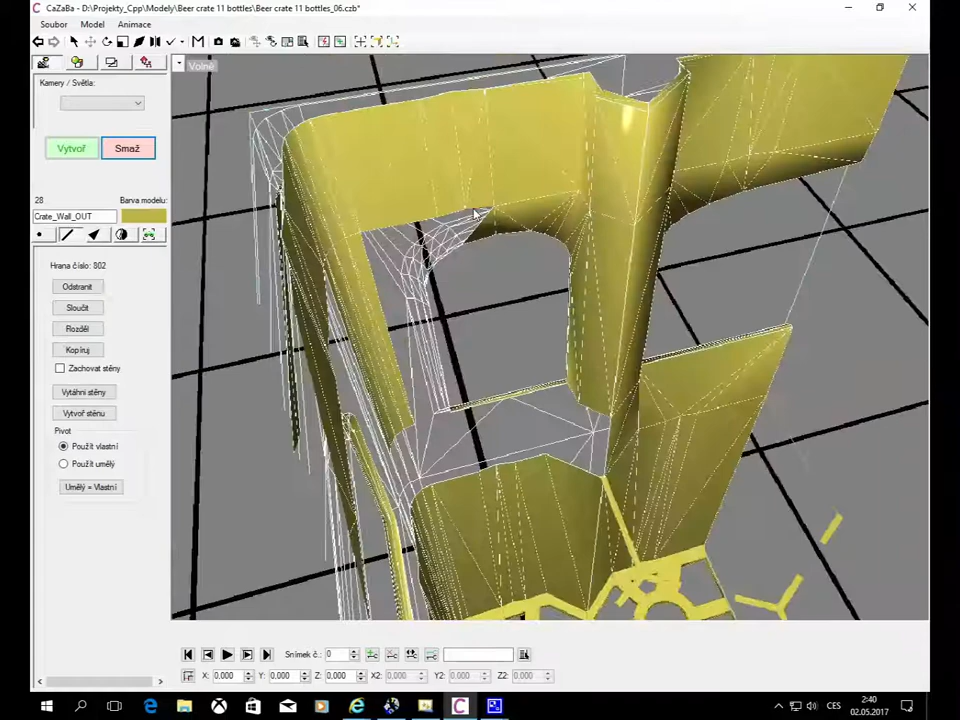 CaZaBa - D:\Projekty_Cpp\Modely\Beer crate 11 bottles\Beer crate 11 bottles_06.czb*
Soubor Model Animace
Kamery / Světla:
Volně
Vytvoř Smaž
28 Barva modelu:
Crate_Wall_OUT
Hrana číslo: 802
Odstranit
Sloučit
Rozděl
Kopíruj
Zachovat stěny
Vytáhni stěny
Vytvoř stěnu
Pivot
Použít vlastní
Použít umělý
Umělý = Vlastní
Snímek č.: 0
X: 0.000 Y: 0.000 Z: 0.000 X2: 0.000 Y2: 0.000 Z2: 0.000
CES 2:40
02.05.2017